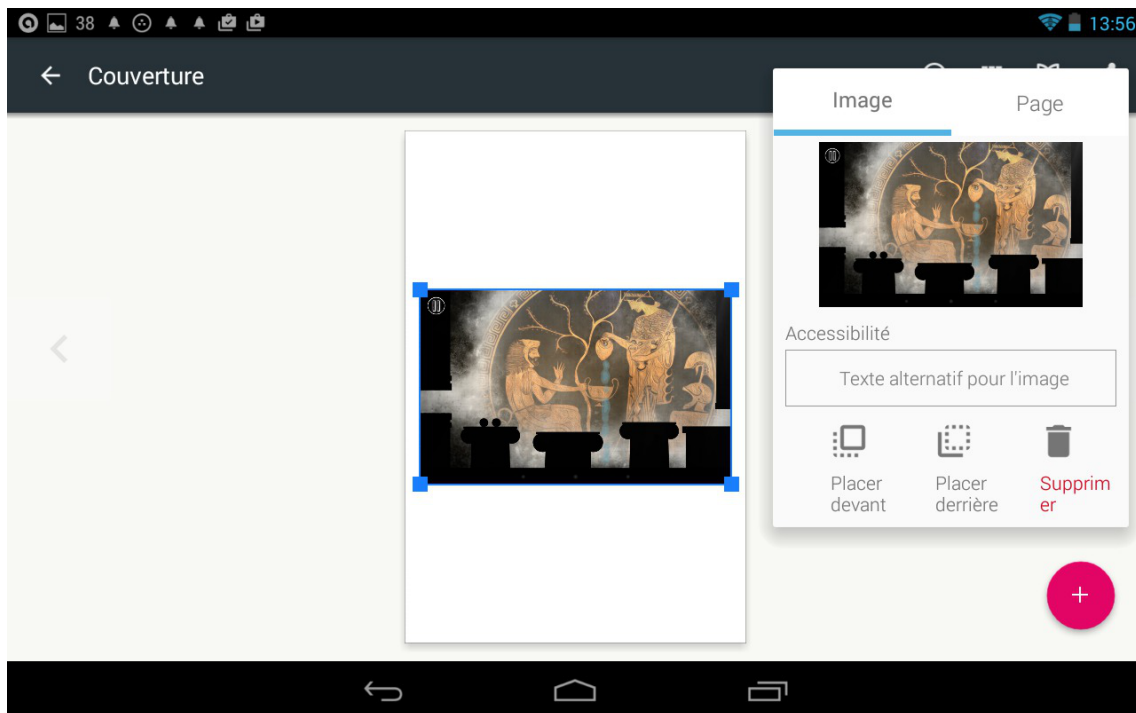 38
13:56
Couverture
Image
Page
Accessibilité
Texte alternatif pour l'image
Placer
devant
Placer
derrière
Supprim
er